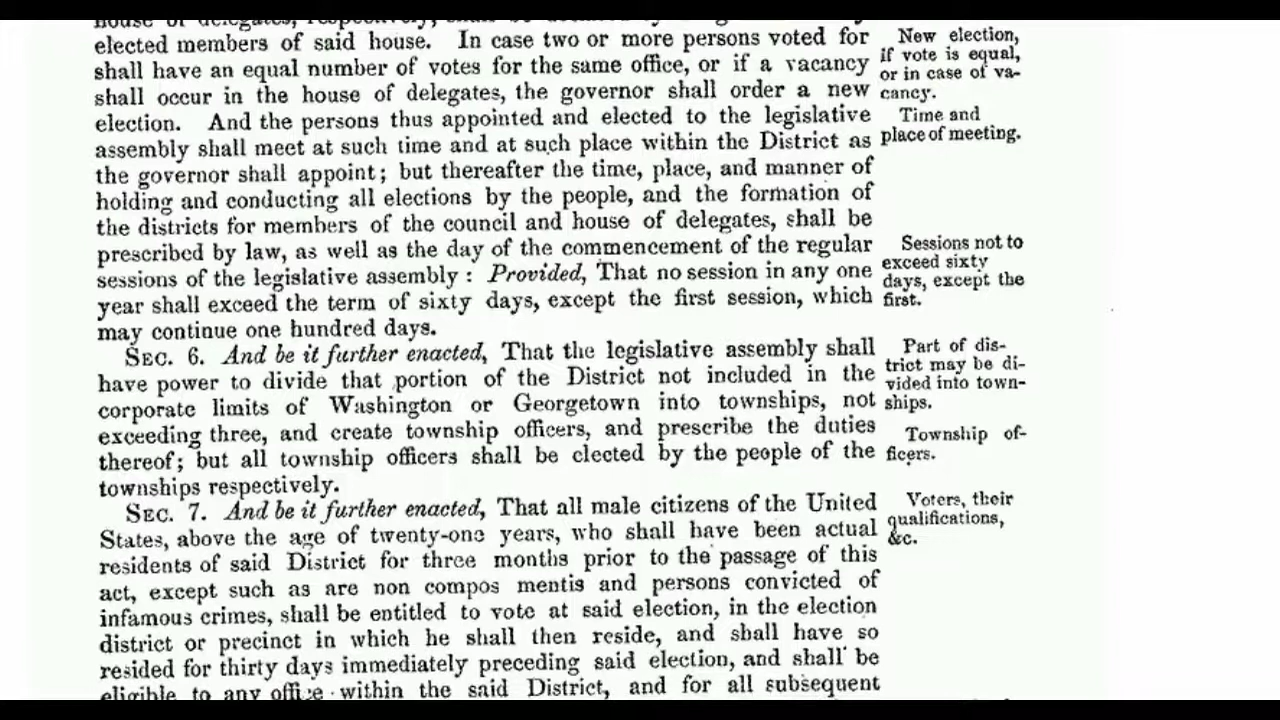 house of delegates, respectively, shall be
elected members of said house. In case two or more persons voted for
shall have an equal number of votes for the same office, or if a vacancy
shall occur in the house of delegates, the governor shall order a new
election. And the persons thus appointed and elected to the legislative
assembly shall meet at such time and at such place within the District as
the governor shall appoint; but thereafter the time, place, and manner of
holding and conducting all elections by the people, and the formation of
the districts for members of the council and house of delegates, shall be
prescribed by law, as well as the day of the commencement of the regular
sessions of the legislative assembly: Provided, That no session in any one
year shall exceed the term of sixty days, except the first session, which
may continue one hundred days.
SEC. 6. And be it further enacted, That the legislative assembly shall
have power to divide that portion of the District not included in the
corporate limits of Washington or Georgetown into townships, not
exceeding three, and create township officers, and prescribe the duties
thereof; but all township officers shall be elected by the people of the
townships respectively.
SEC. 7. And be it further enacted, That all male citizens of the United
States, above the age of twenty-one years, who shall have been actual
residents of said District for three months prior to the passage of this
act, except such as are non compos mentis and persons convicted of
infamous crimes, shall be entitled to vote at said election, in the election
district or precinct in which he shall then reside, and shall have so
resided for thirty days immediately preceding said election, and shall be
eligible to any office within the said District, and for all subsequent
New election,
if vote is equal,
or in case of va-
cancy.
Time and
place of meeting.
Sessions not to
exceed sixty
days, except the
first.
Part of dis-
trict may be di-
vided into town-
ships.
Township of-
ficers.
Voters, their
qualifications,
&c.